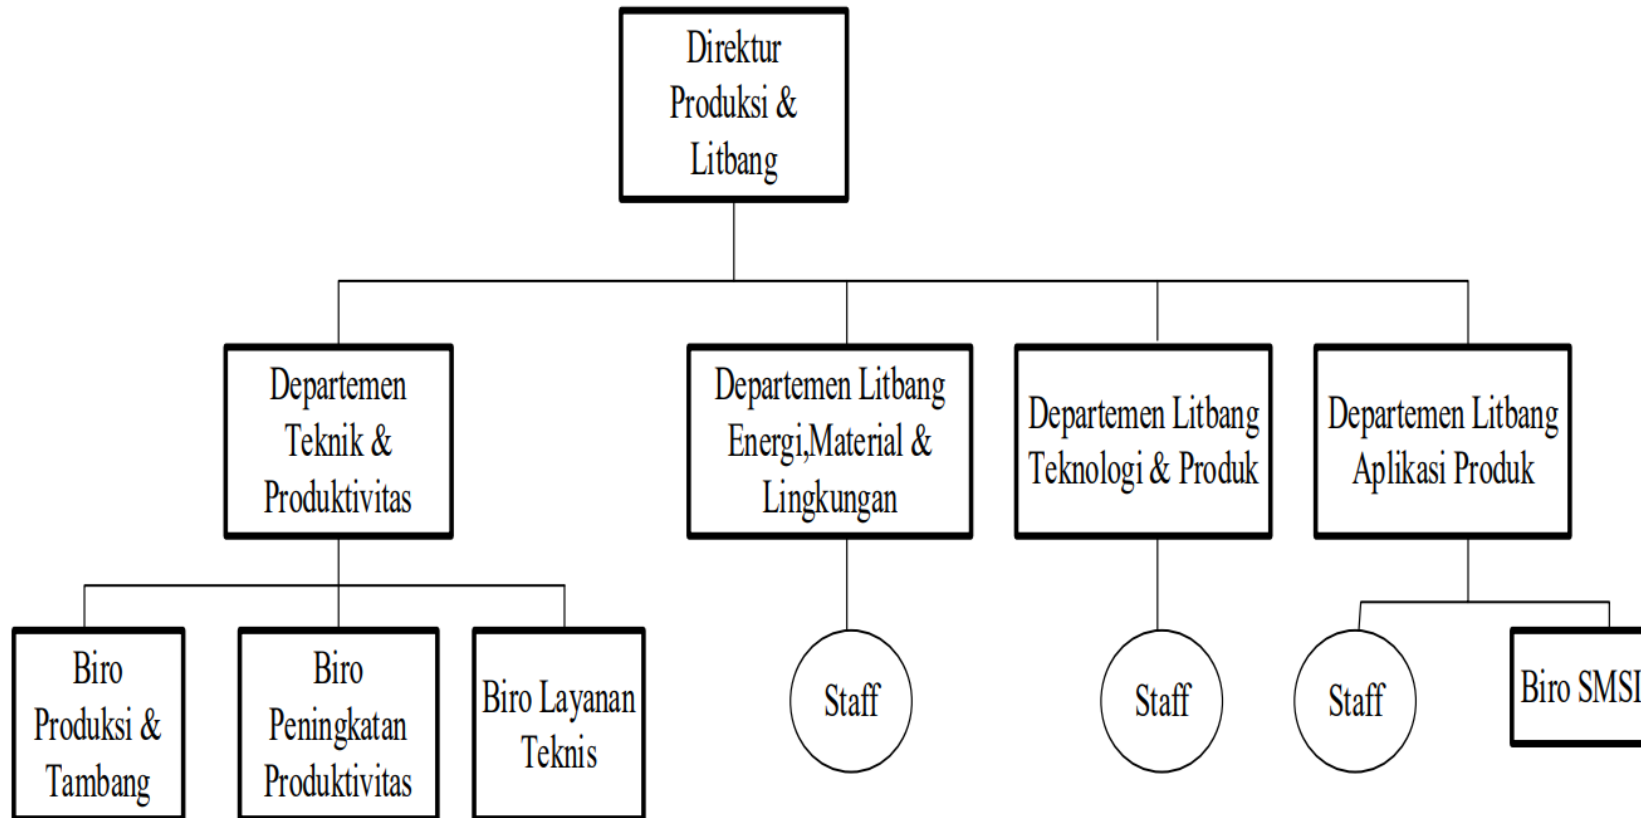 Direktur
Produksi &
Litbang
Departemen
Teknik &
Produktivitas
Departemen Litbang
Energi,Material &
Lingkungan
Departemen Litbang
Teknologi & Produk
Departemen Litbang
Aplikasi Produk
Biro
Produksi &
Tambang
Biro
Peningkatan
Produktivitas
Biro Layanan
Teknis
Staff
Staff
Staff
Biro SMSI